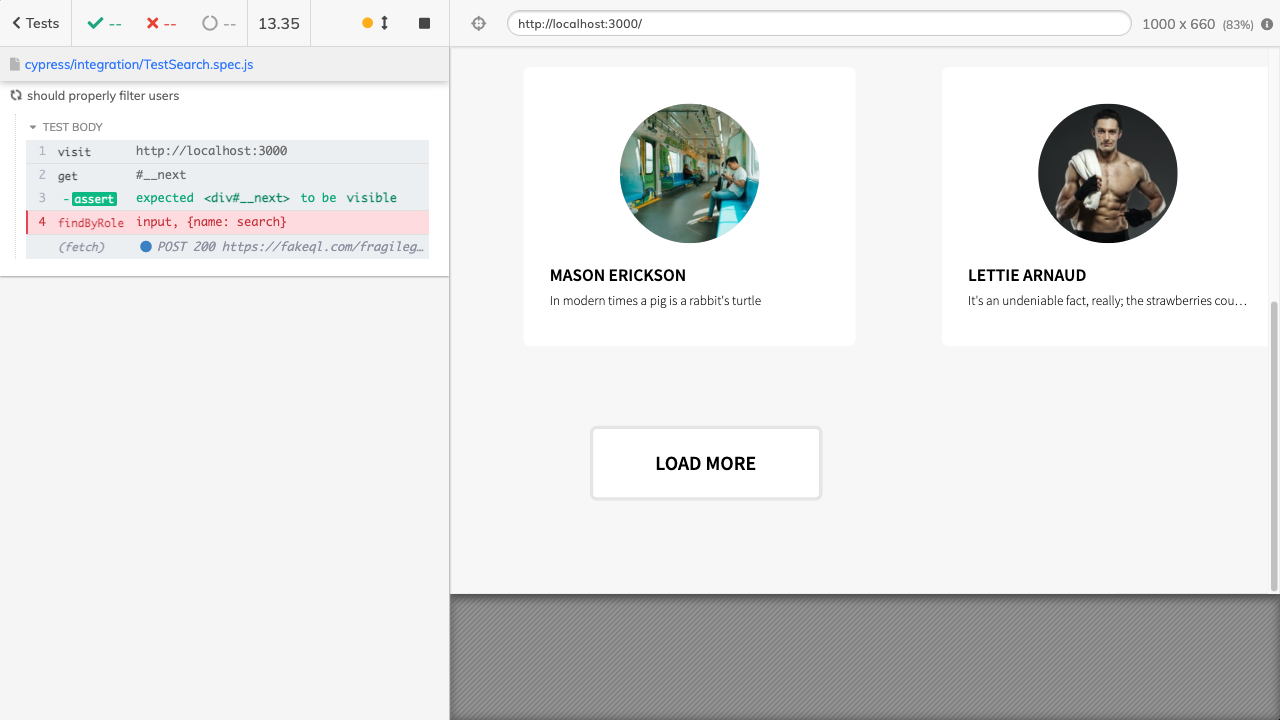 Tests
--
--
--
13.35
http://localhost:3000/
1000 x 660 (83%)
cypress/integration/TestSearch.spec.js
should properly filter users
TEST BODY
1 visit http://localhost:3000
2 get #__next
3 -assert expected <div#__next> to be visible
4 findByRole input, {name: search}
(fetch) POST 200 https://fakeql.com/fragileg…
MASON ERICKSON
In modern times a pig is a rabbit's turtle
LETTIE ARNAUD
It's an undeniable fact, really; the strawberries cou…
LOAD MORE